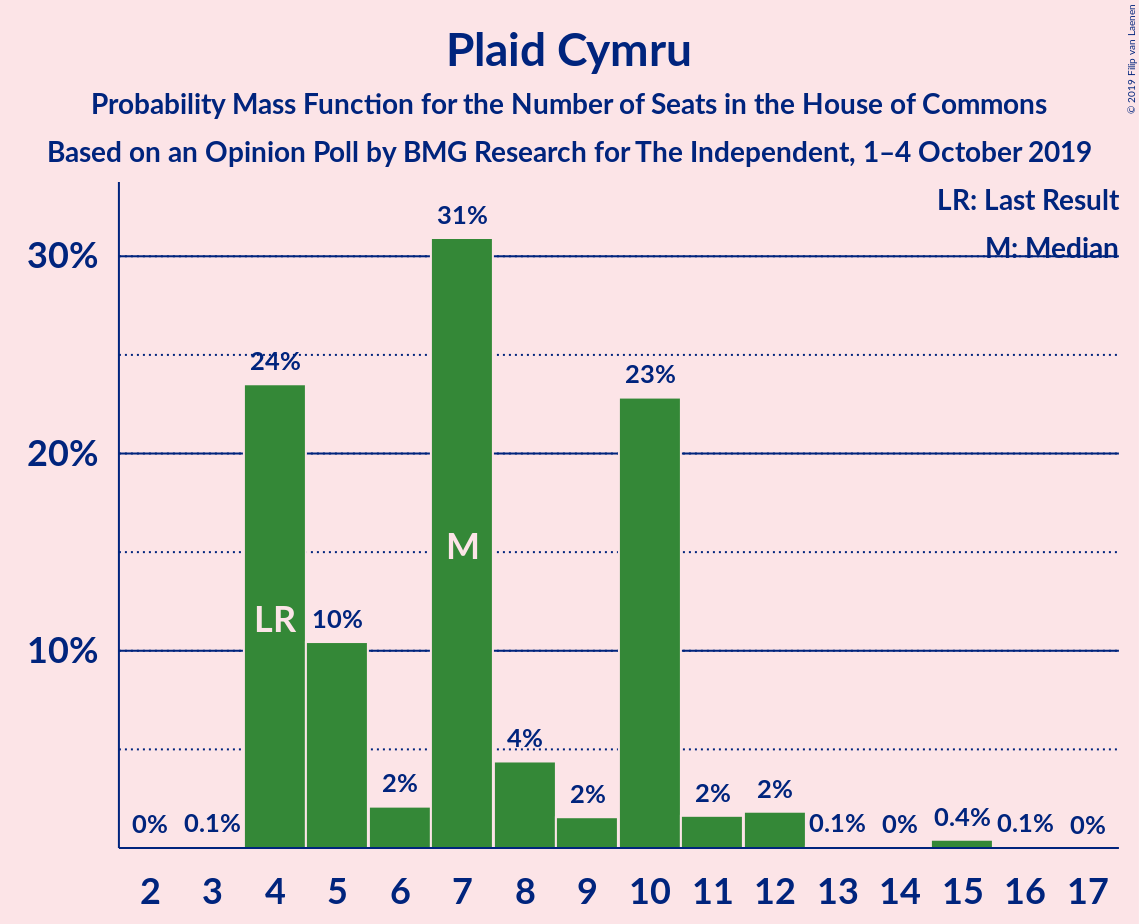 Plaid Cymru
Probability Mass Function for the Number of Seats in the House of Commons
Based on an Opinion Poll by BMG Research for The Independent, 1–4 October 2019
© 2019 Filip van Laenen
LR: Last Result
M: Median
30%
20%
10%
0%
0.1%
24%
10%
2%
31%
4%
2%
23%
2%
2%
0.1%
0%
0.4%
0.1%
0%
LR
M
2 3 4 5 6 7 8 9 10 11 12 13 14 15 16 17